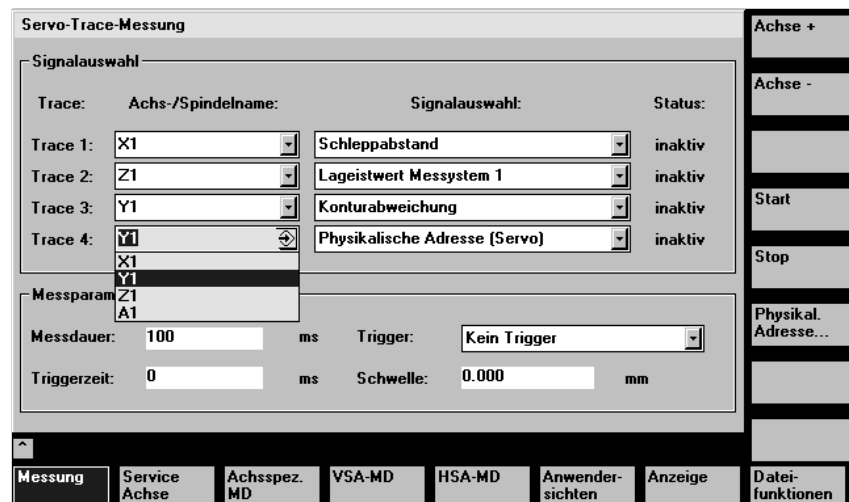 Servo-Trace-Messung
Signalauswahl
Trace: Achs-/Spindelname: Signalauswahl: Status:
Trace 1: X1 Schleppabstand inaktiv
Trace 2: Z1 Lageistwert Messystem 1 inaktiv
Trace 3: Y1 Konturabweichung inaktiv
Trace 4: Y1 Physikalische Adresse (Servo) inaktiv
X1
Y1
Z1
A1
Messparam
Messdauer: 100 ms Trigger: Kein Trigger
Triggerzeit: 0 ms Schwelle: 0.000 mm
Achse +
Achse -
Start
Stop
Physikal.
Adresse...
Messung
Service
Achse
Achsspez.
MD
VSA-MD
HSA-MD
Anwender-
sichten
Anzeige
Datei-
funktionen